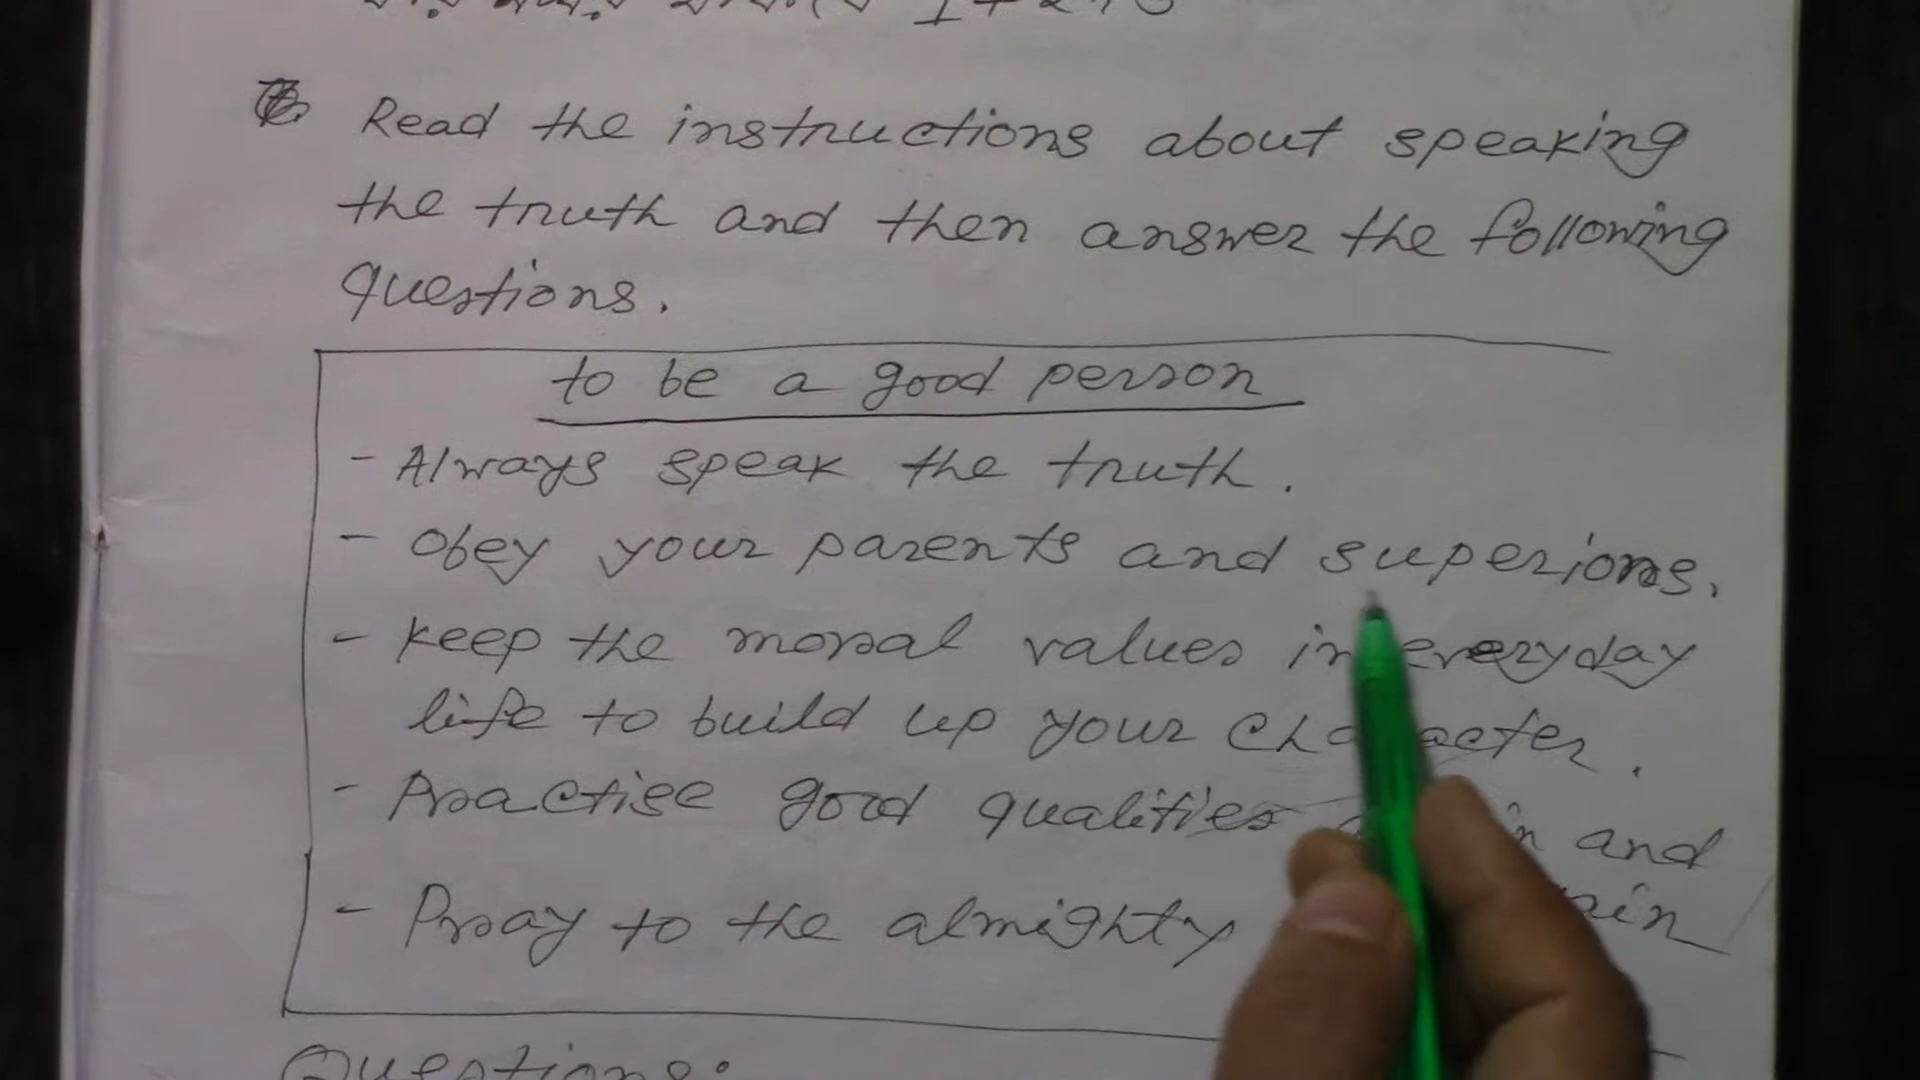 Read the instructions about speaking
the truth and then answer the following
questions.
to be a good person
- Always speak the truth.
- Obey your parents and superiors.
- Keep the moral values in everyday
life to build up your character.
- Practise good qualities and
- Pray to the almighty
Questions: